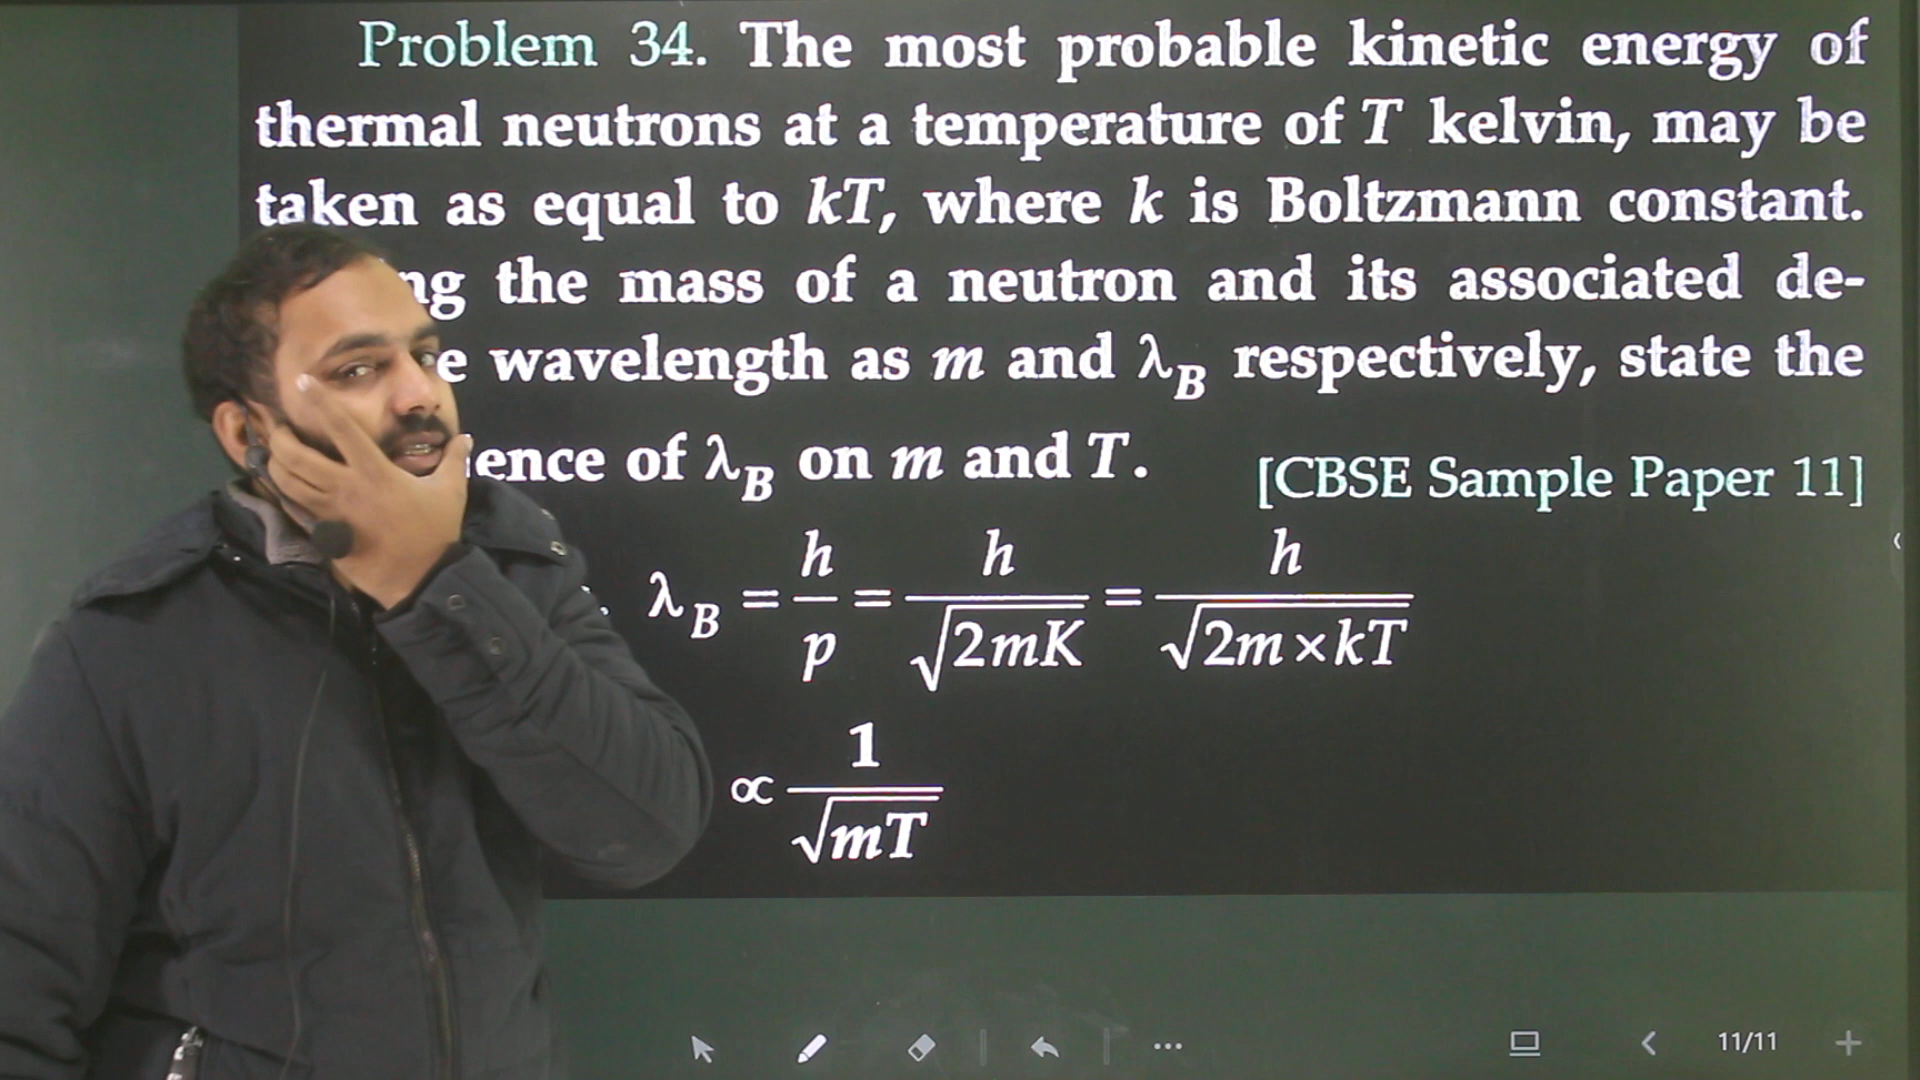 Problem 34. The most probable kinetic energy of
thermal neutrons at a temperature of T kelvin, may be
taken as equal to kT, where k is Boltzmann constant.
the mass of a neutron and its associated de-
wavelength as m and λ_B respectively, state the
of λ_B on m and T. [CBSE Sample Paper 11]
λ_B = h/p = h/√(2mK) = h/√(2m×kT)
∝ 1/√(mT)
11/11